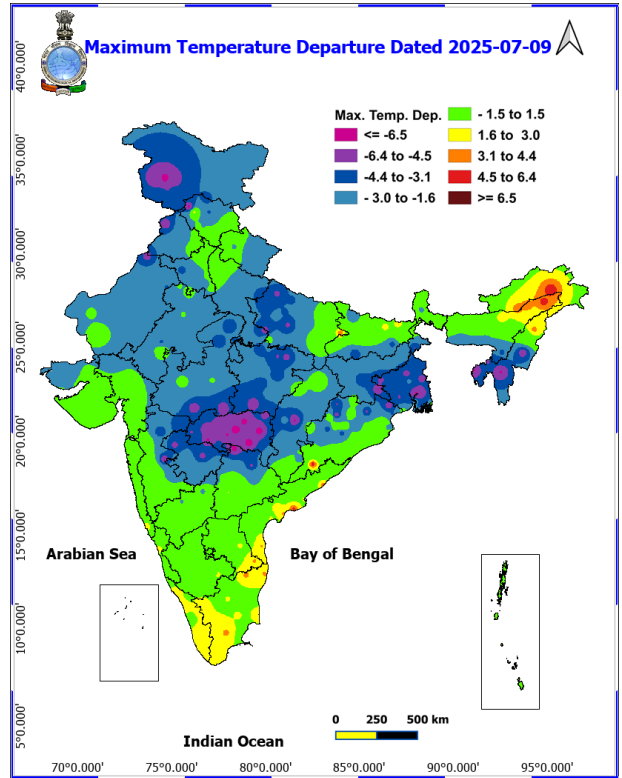 Maximum Temperature Departure Dated 2025-07-09
Max. Temp. Dep.
<= -6.5
-6.4 to -4.5
-4.4 to -3.1
- 3.0 to -1.6
- 1.5 to 1.5
1.6 to 3.0
3.1 to 4.4
4.5 to 6.4
>= 6.5
40°0.000'
35°0.000'
30°0.000'
25°0.000'
20°0.000'
15°0.000'
10°0.000'
5°0.000'
Arabian Sea
Bay of Bengal
Indian Ocean
0 250 500 km
70°0.000' 75°0.000' 80°0.000' 85°0.000' 90°0.000' 95°0.000'